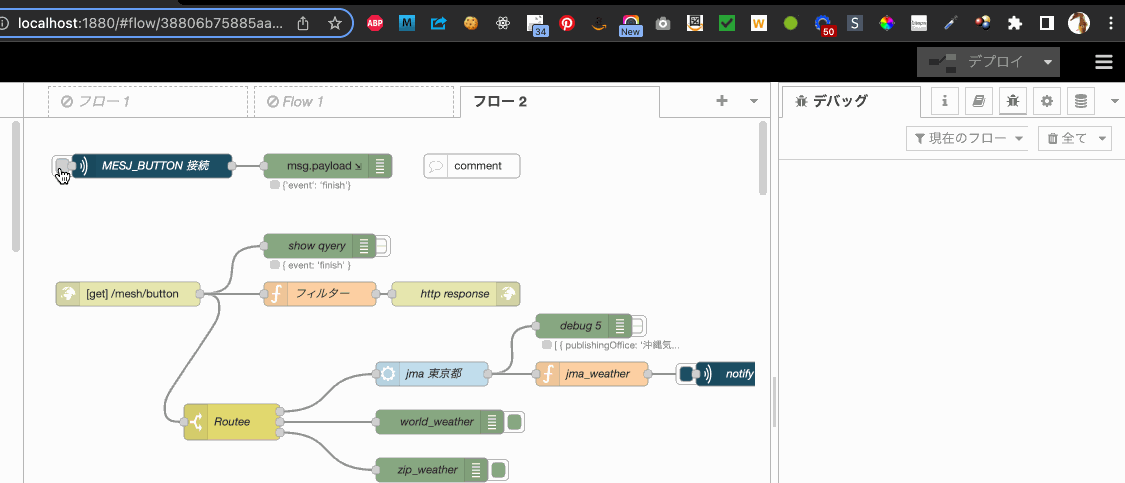 localhost:1880/#flow/38806b75885aa...
ABP
M
34
New
W
50
S
デプロイ
フロー 1
Flow 1
フロー 2
デバッグ
現在のフロー
全て
MESJ_BUTTON 接続
msg.payload
comment
{'event': 'finish'}
show qyery
{ event: 'finish' }
[get] /mesh/button
フィルター
http response
debug 5
[ { publishingOffice: '沖縄気...
jma 東京都
jma_weather
notify
Routee
world_weather
zip_weather